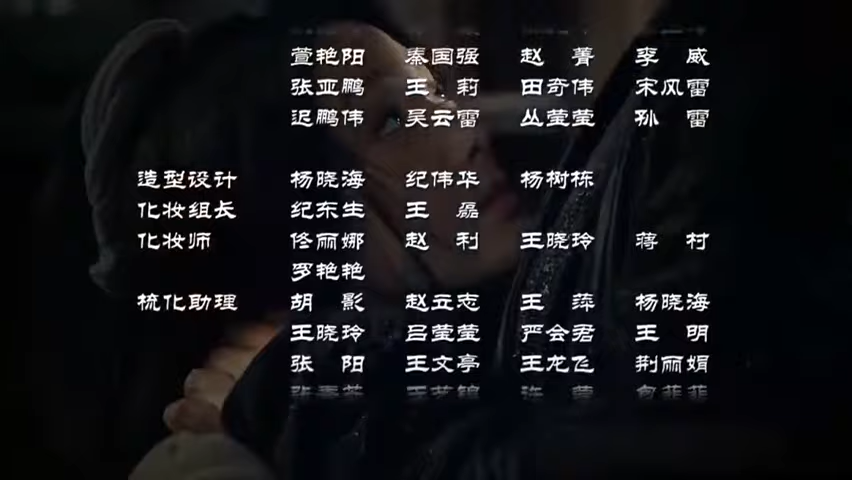 萱艳阳 秦国强 赵菁 李威
张亚鹏 王莉 田奇伟 宋风雷
迟鹏伟 吴云雷 丛莹莹 孙雷
造型设计 杨晓海 纪伟华 杨树栋
化妆组长 纪东生 王磊
化妆师 佟丽娜 赵利 王晓玲 蒋村
罗艳艳
梳化助理 胡影 赵立志 王萍 杨晓海
王晓玲 吕莹莹 严会君 王明
张阳 王文亭 王龙飞 荆丽娟